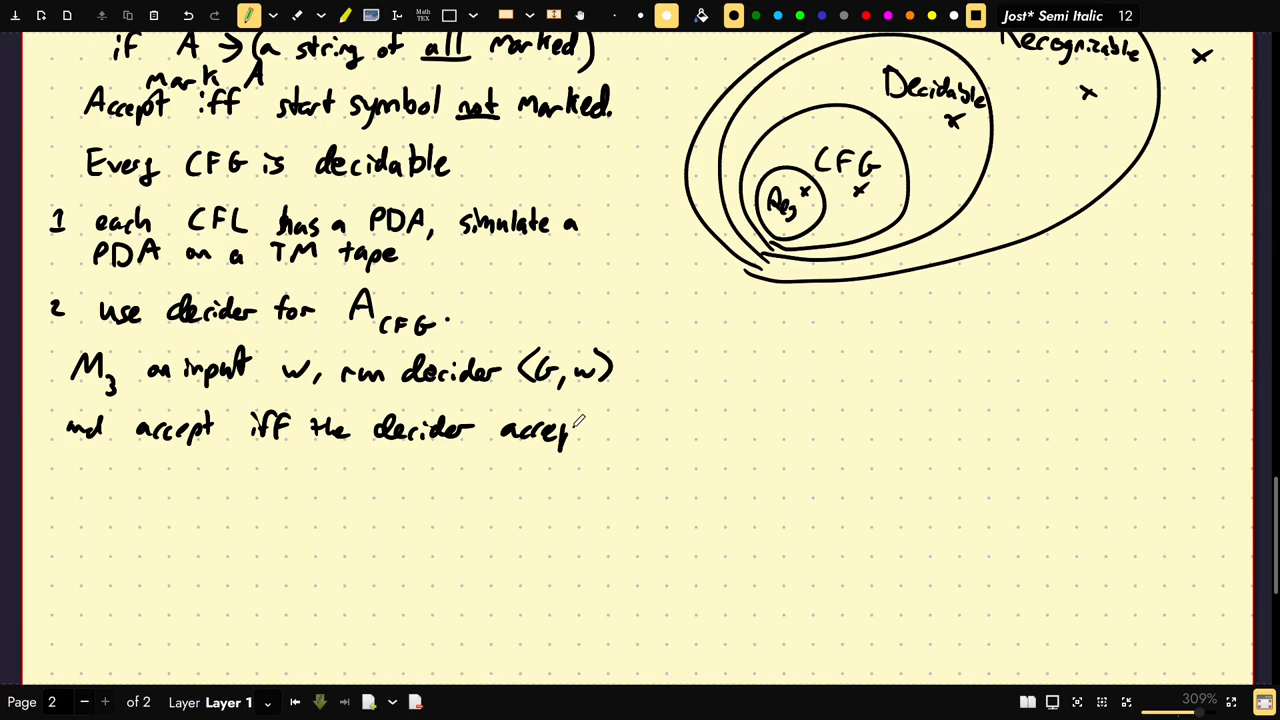 Jost* Semi Italic 12
if A → (a string of all marked)
mark A
Accept iff start symbol not marked.
Every CFG is decidable
1 each CFL has a PDA, simulate a
PDA on a TM tape
2 use decider for A CFG.
M3 on input w, run decider ⟨G, w⟩
and accept iff the decider accep
Recognizable
Decidable
CFG
Reg
Page 2 of 2 Layer Layer 1
309%